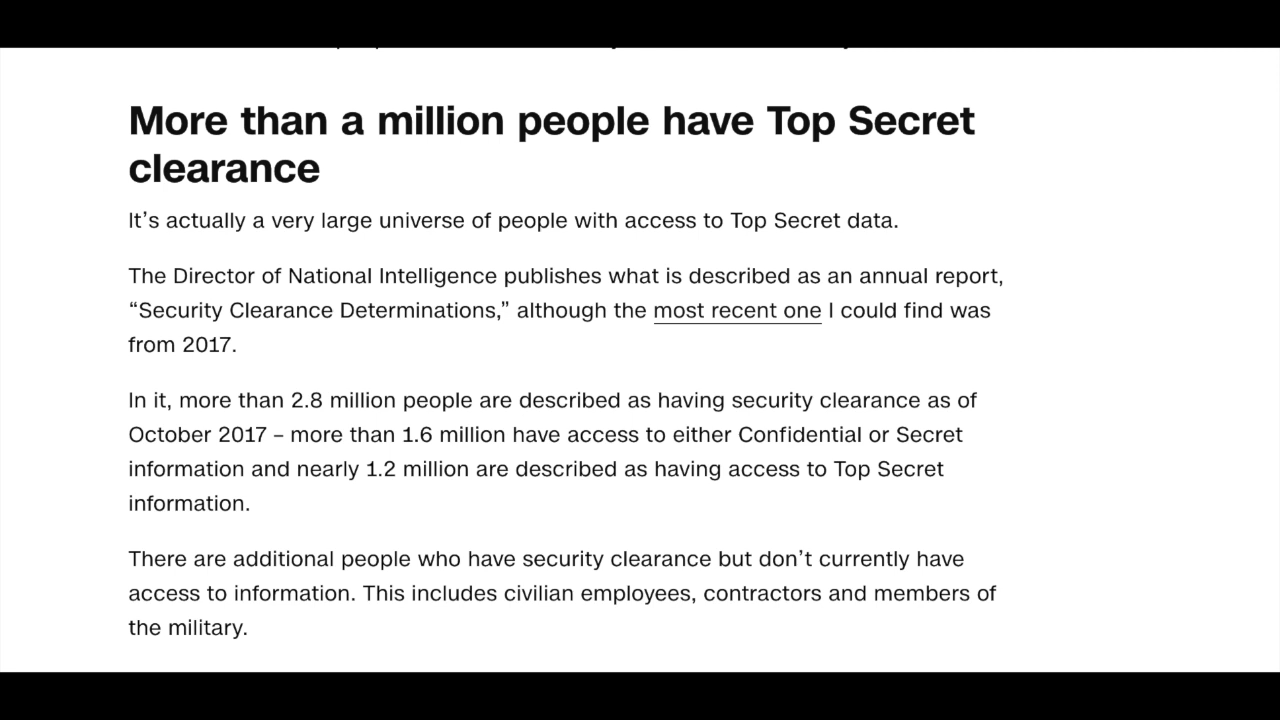 More than a million people have Top Secret
clearance
It’s actually a very large universe of people with access to Top Secret data.
The Director of National Intelligence publishes what is described as an annual report,
“Security Clearance Determinations,” although the most recent one I could find was
from 2017.
In it, more than 2.8 million people are described as having security clearance as of
October 2017 – more than 1.6 million have access to either Confidential or Secret
information and nearly 1.2 million are described as having access to Top Secret
information.
There are additional people who have security clearance but don’t currently have
access to information. This includes civilian employees, contractors and members of
the military.